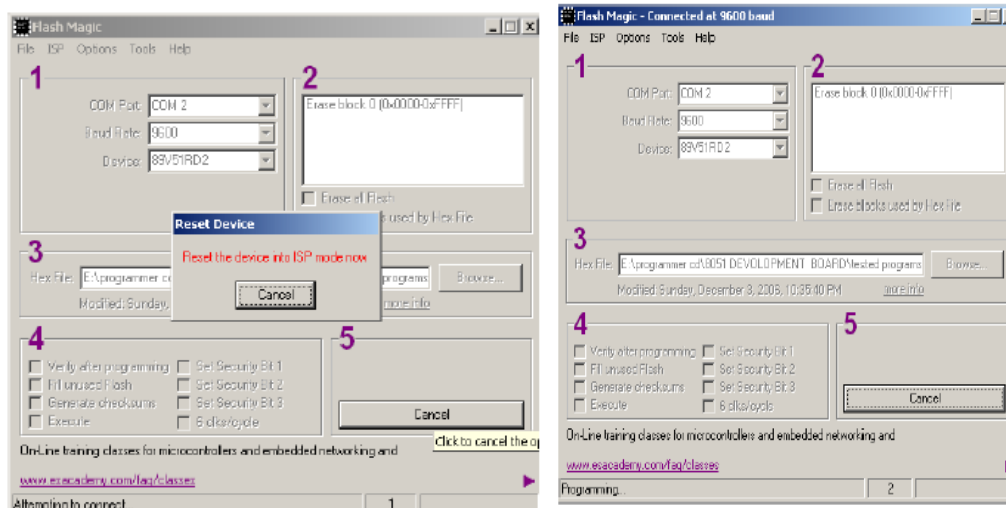 Flash Magic
File ISP Options Tools Help
1
COM Port: COM 2
Baud Rate: 9600
Device: 89V51RD2
2
Erase block 0 (0x0000-0xFFFF)
Erase all Flash
used by Hex File
Reset Device
Reset the device into ISP mode now
Cancel
3
Hex File: E:\programmer cd programs
Browse...
Modified: Sunday,
more info
4
Verify after programming
Fill unused Flash
Generate checksums
Execute
Set Security Bit 1
Set Security Bit 2
Set Security Bit 3
6 clks/cycle
5
Cancel
Click to cancel the op
On-Line training classes for microcontrollers and embedded networking and
www.esacademy.com/faq/classes
Attempting to connect
1
Flash Magic - Connected at 9600 baud
File ISP Options Tools Help
1
COM Port: COM 2
Baud Rate: 9600
Device: 89V51RD2
2
Erase block 0 (0x0000-0xFFFF)
Erase all Flash
Erase blocks used by Hex File
3
Hex File: E:\programmer cd\8051 DEVOLOPMENT BOARD\tested programs
Browse...
Modified: Sunday, December 3, 2006, 10:35:40 PM
more info
4
Verify after programming
Fill unused Flash
Generate checksums
Execute
Set Security Bit 1
Set Security Bit 2
Set Security Bit 3
6 clks/cycle
5
Cancel
On-Line training classes for microcontrollers and embedded networking and
www.esacademy.com/faq/classes
Programming...
2